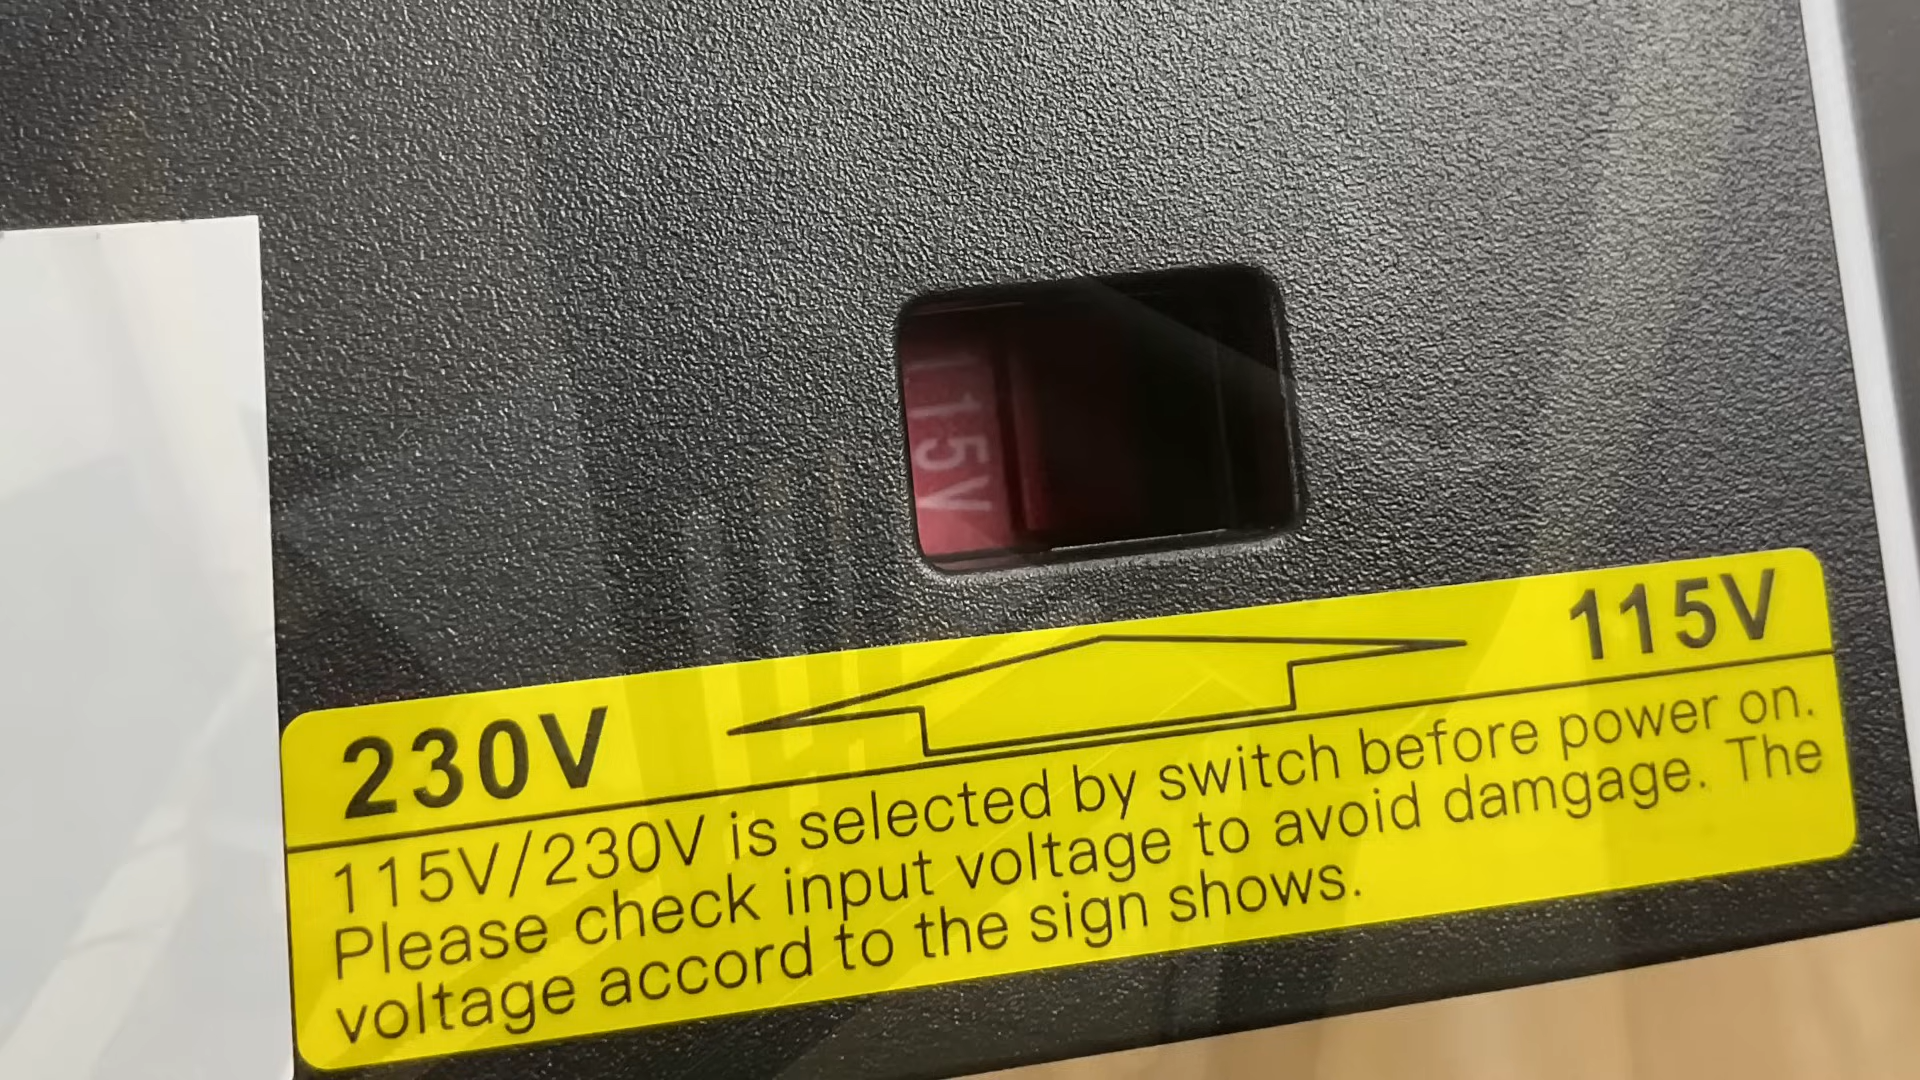 115V
230V 115V
115V/230V is selected by switch before power on.
Please check input voltage to avoid damgage. The
voltage accord to the sign shows.